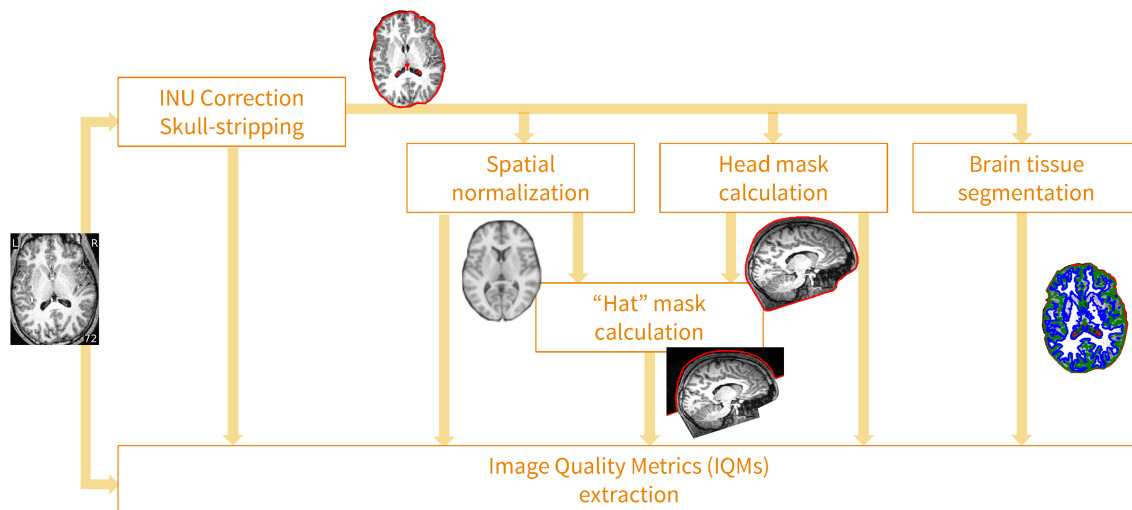 INU Correction
Skull-stripping
Spatial
normalization
Head mask
calculation
Brain tissue
segmentation
L R
72
“Hat” mask
calculation
Image Quality Metrics (IQMs)
extraction